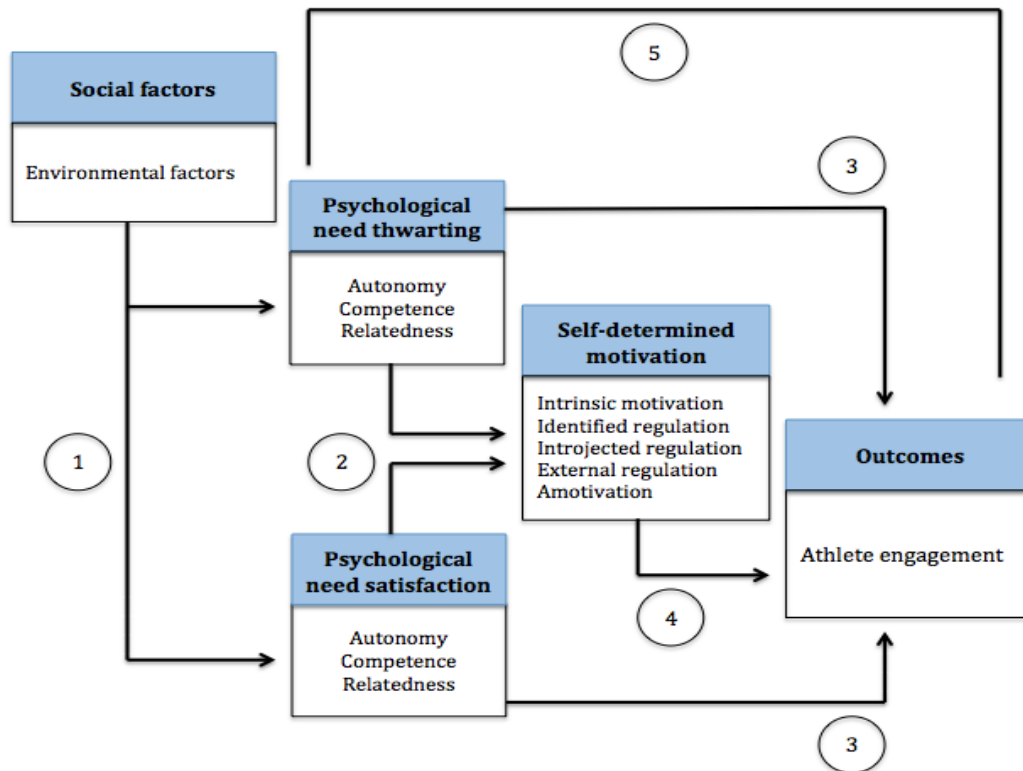 5
Social factors
Environmental factors
3
Psychological
need thwarting
Autonomy
Competence
Relatedness
Self-determined
motivation
Intrinsic motivation
Identified regulation
Introjected regulation
External regulation
Amotivation
1
2
Outcomes
Athlete engagement
Psychological
need satisfaction
Autonomy
Competence
Relatedness
4
3